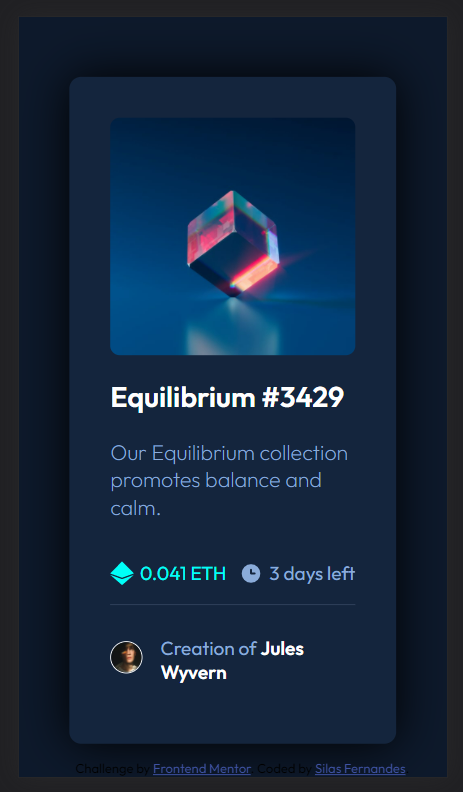 Equilibrium #3429
Our Equilibrium collection
promotes balance and
calm.
0.041 ETH 3 days left
Creation of Jules
Wyvern
Challenge by Frontend Mentor. Coded by Silas Fernandes